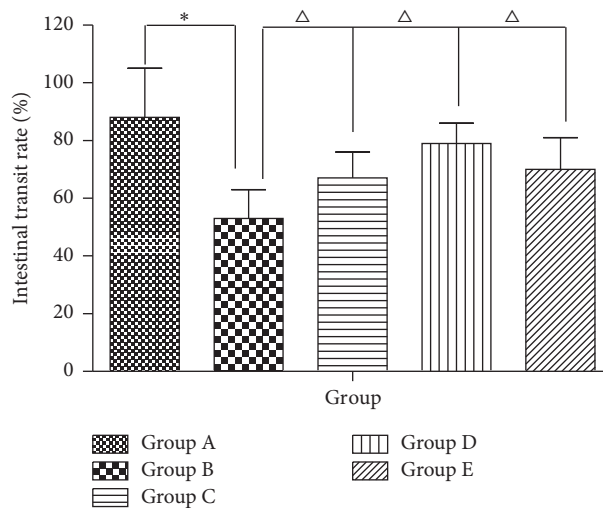 * △ △ △
120
100
80
60
40
20
0
Intestinal transit rate (%)
Group
Group A
Group B
Group C
Group D
Group E